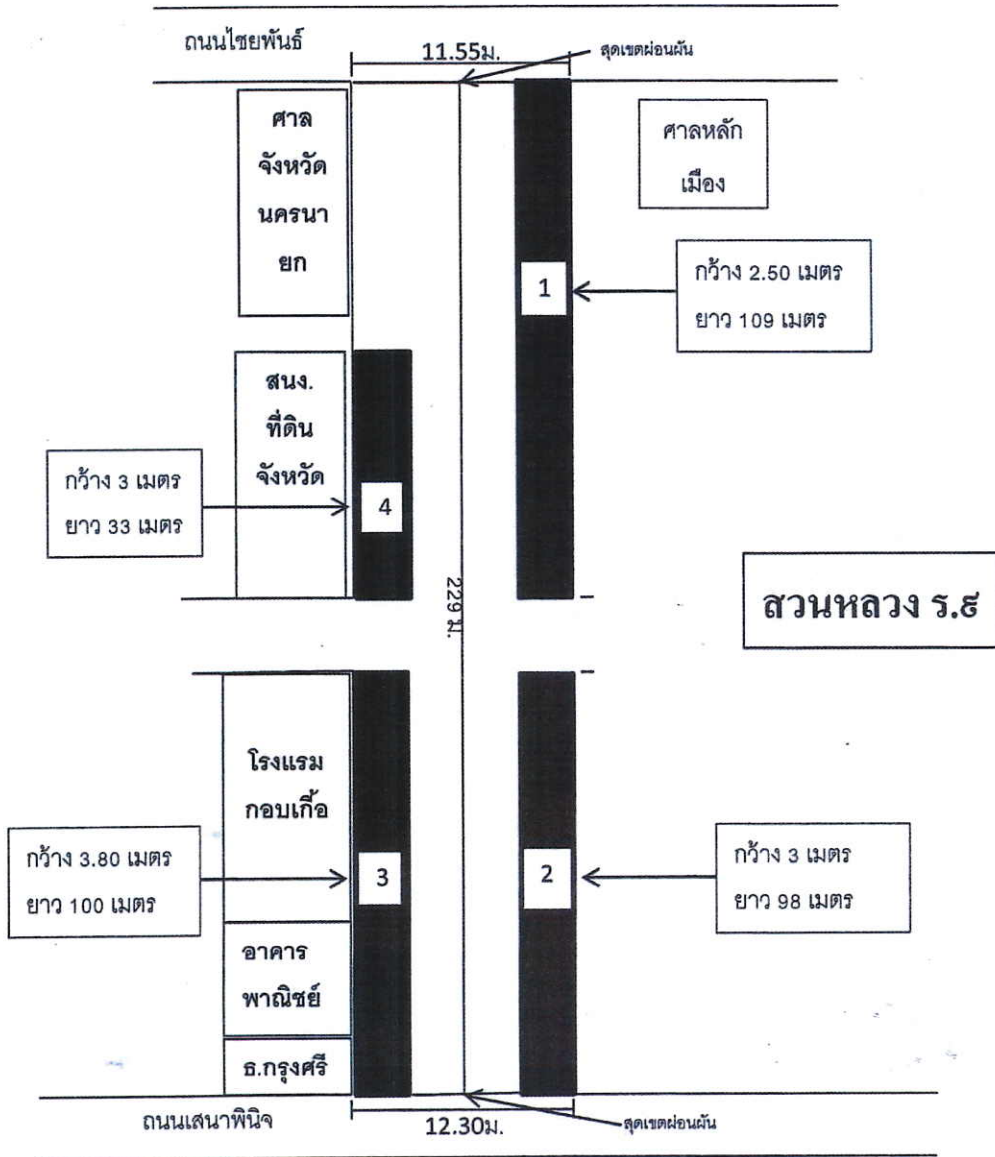 ถนนไชยพันธ์
11.55ม.
สุดเขตผ่อนผัน
ศาล
จังหวัด
นครนา
ยก
ศาลหลัก
เมือง
1
กว้าง 2.50 เมตร
ยาว 109 เมตร
สนง.
ที่ดิน
จังหวัด
กว้าง 3 เมตร
ยาว 33 เมตร
4
229 ม.
สวนหลวง ร.๙
โรงแรม
กอบเกื้อ
กว้าง 3.80 เมตร
ยาว 100 เมตร
3
2
กว้าง 3 เมตร
ยาว 98 เมตร
อาคาร
พาณิชย์
ธ.กรุงศรี
ถนนเสนาพินิจ
12.30ม.
สุดเขตผ่อนผัน